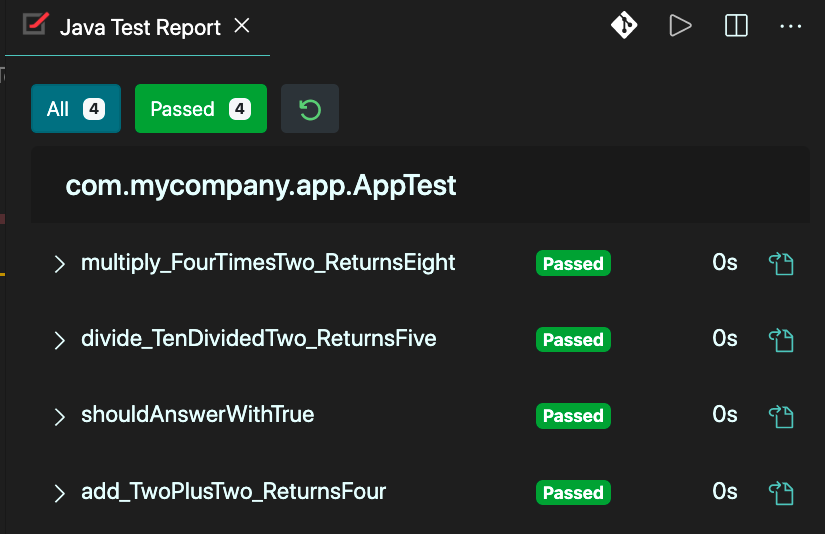 Java Test Report
All 4 Passed 4
com.mycompany.app.AppTest
multiply_FourTimesTwo_ReturnsEight Passed 0s
divide_TenDividedTwo_ReturnsFive Passed 0s
shouldAnswerWithTrue Passed 0s
add_TwoPlusTwo_ReturnsFour Passed 0s